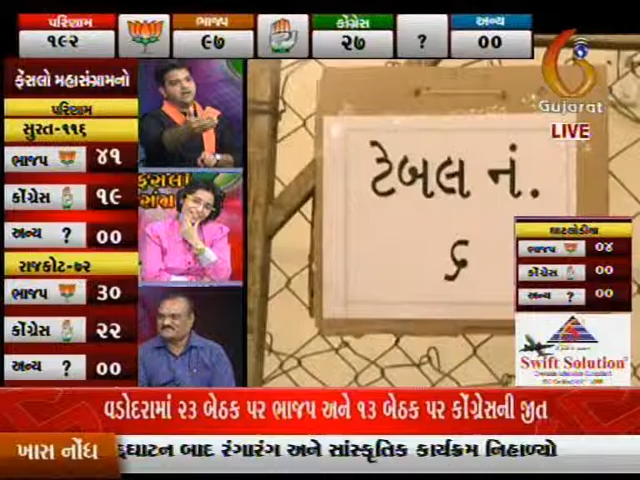 પરિણામ
૧૯૨
ભાજપ
૯૭
કોંગ્રેસ
૨૭
?
અન્ય
૦૦
ફેંસલો મહાસંગ્રામનો
પરિણામ
સુરત-૧૧૬
ભાજપ ૪૧
કોંગ્રેસ ૧૯
અન્ય ? ૦૦
રાજકોટ-૭૨
ભાજપ ૩૦
કોંગ્રેસ ૨૨
અન્ય ? ૦૦
Gujarat
LIVE
ટેબલ નં.
૬
ઘાટલોડીયા
ભાજપ ૦૪
કોંગ્રેસ ૦૦
અન્ય ? ૦૦
Swift Solution
વડોદરામાં ૨૩ બેઠક પર ભાજપ અને ૧૩ બેઠક પર કોંગ્રેસની જીત
ખાસ નોંધ
દ્દઘાટન બાદ રંગારંગ અને સાંસ્કૃતિક કાર્યક્રમ નિહાળ્યો